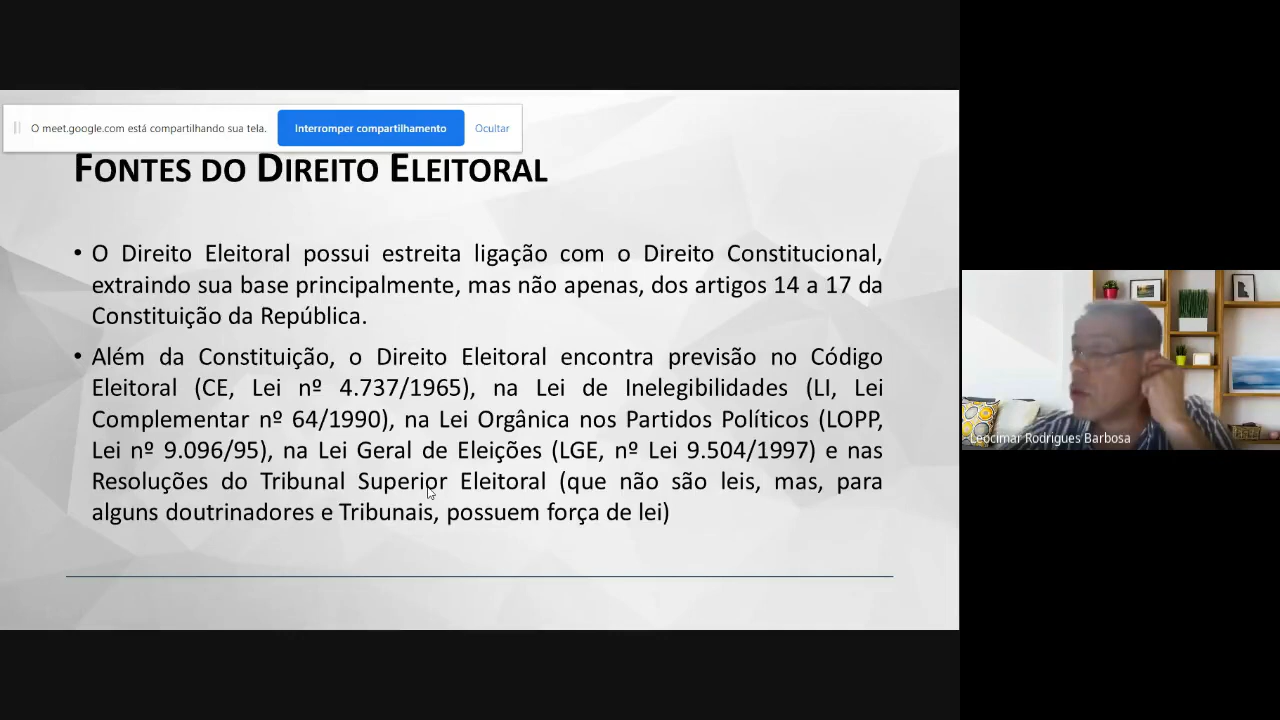 O meet.google.com está compartilhando sua tela.
Interromper compartilhamento
Ocultar
FONTES DO DIREITO ELEITORAL
• O Direito Eleitoral possui estreita ligação com o Direito Constitucional,
extraindo sua base principalmente, mas não apenas, dos artigos 14 a 17 da
Constituição da República.
• Além da Constituição, o Direito Eleitoral encontra previsão no Código
Eleitoral (CE, Lei nº 4.737/1965), na Lei de Inelegibilidades (LI, Lei
Complementar nº 64/1990), na Lei Orgânica nos Partidos Políticos (LOPP,
Lei nº 9.096/95), na Lei Geral de Eleições (LGE, nº Lei 9.504/1997) e nas
Resoluções do Tribunal Superior Eleitoral (que não são leis, mas, para
alguns doutrinadores e Tribunais, possuem força de lei)
Leocimar Rodrigues Barbosa